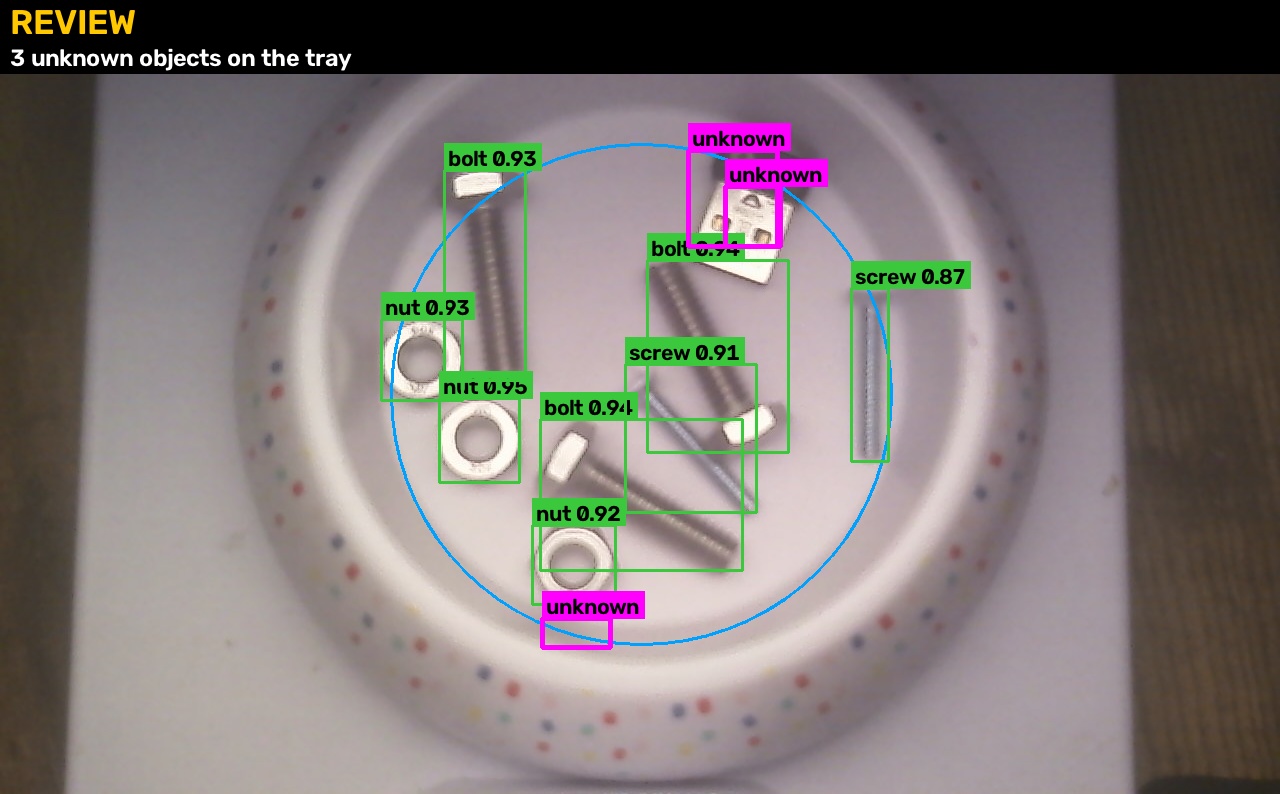 REVIEW
3 unknown objects on the tray
unknown
bolt 0.93
unknown
bolt 0.94
screw 0.87
nut 0.93
screw 0.91
nut 0.95
bolt 0.94
nut 0.92
unknown